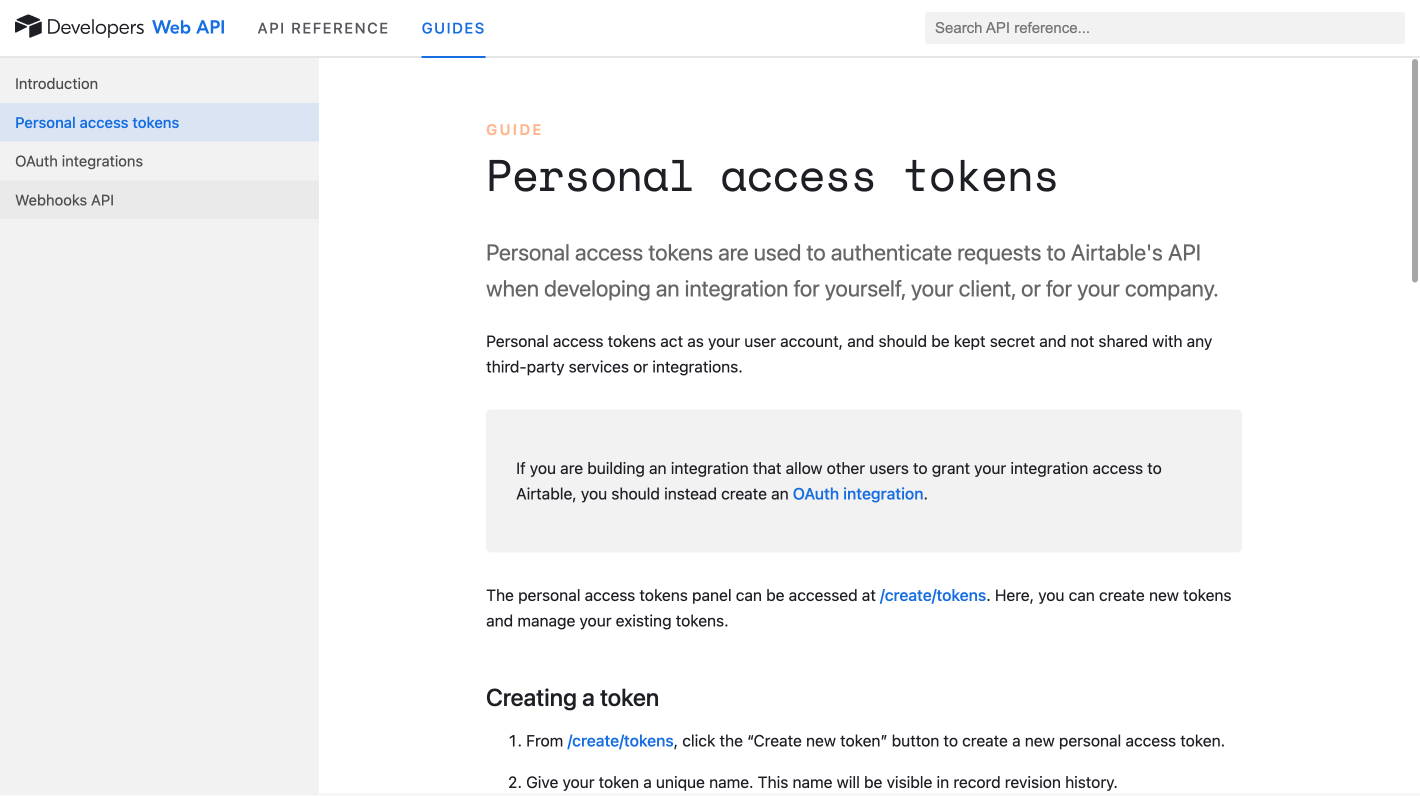 Developers Web API API REFERENCE GUIDES Search API reference...
Introduction
Personal access tokens
OAuth integrations
Webhooks API
GUIDE
Personal access tokens
Personal access tokens are used to authenticate requests to Airtable's API
when developing an integration for yourself, your client, or for your company.
Personal access tokens act as your user account, and should be kept secret and not shared with any
third-party services or integrations.
If you are building an integration that allow other users to grant your integration access to
Airtable, you should instead create an OAuth integration.
The personal access tokens panel can be accessed at /create/tokens. Here, you can create new tokens
and manage your existing tokens.
Creating a token
1. From /create/tokens, click the “Create new token” button to create a new personal access token.
2. Give your token a unique name. This name will be visible in record revision history.